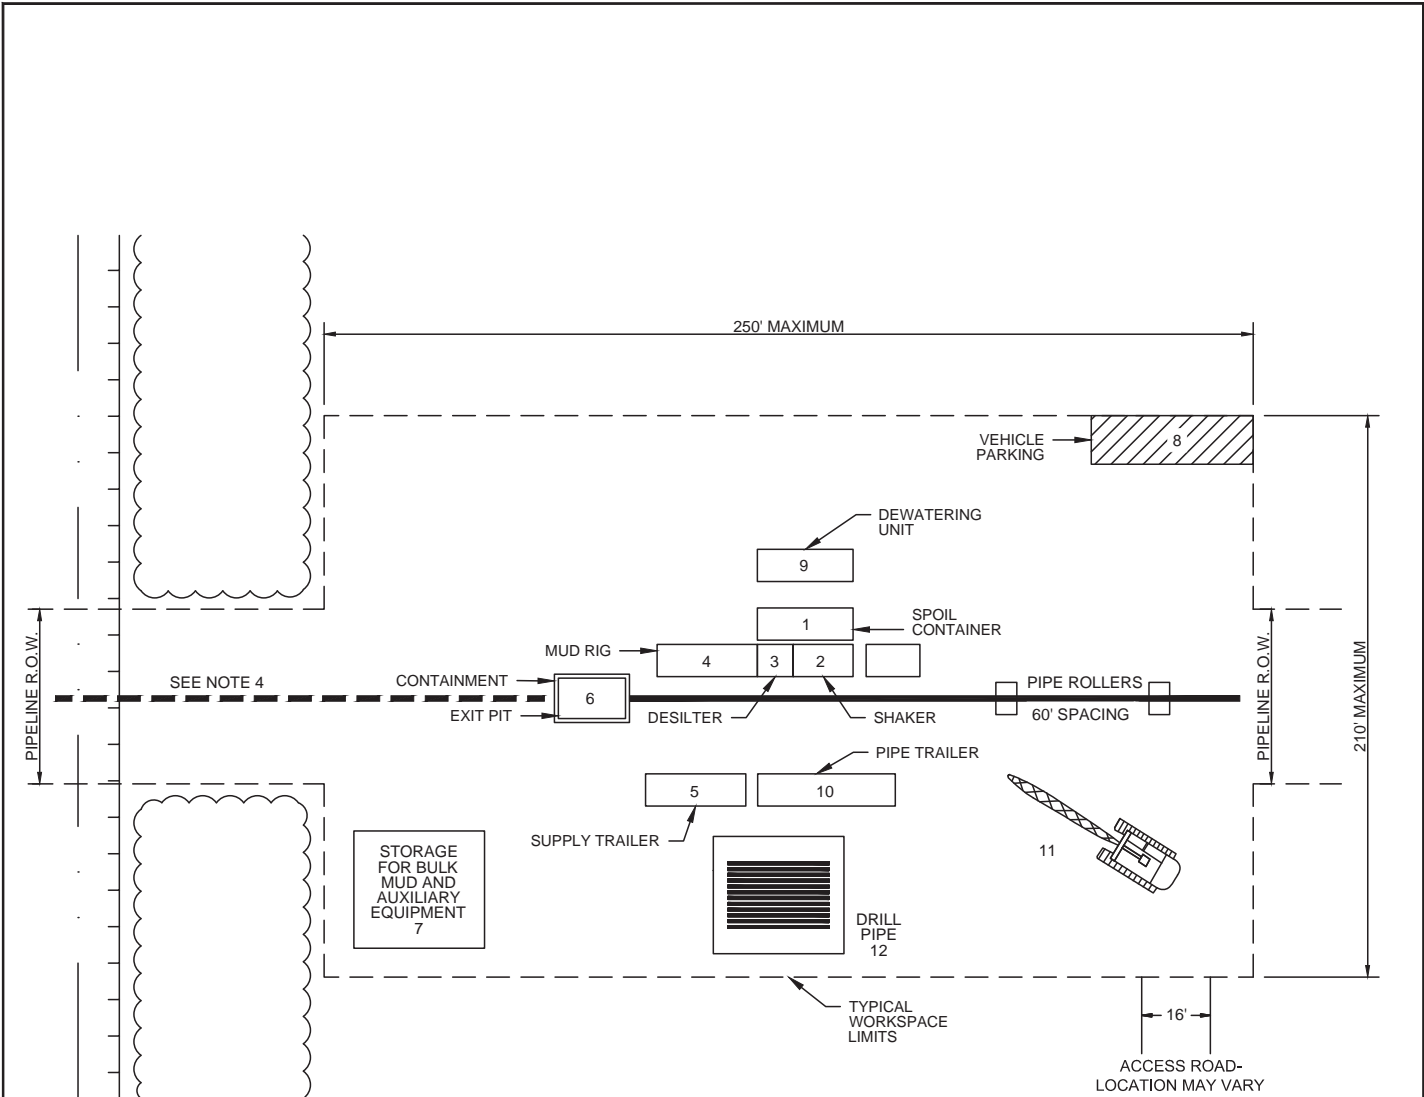 250' MAXIMUM
VEHICLE
PARKING
8
DEWATERING
UNIT
9
1
SPOIL
CONTAINER
MUD RIG
4
3
2
PIPELINE R.O.W.
SEE NOTE 4
CONTAINMENT
EXIT PIT
6
DESILTER
SHAKER
PIPE ROLLERS
60' SPACING
PIPELINE R.O.W.
210' MAXIMUM
PIPE TRAILER
5
10
SUPPLY TRAILER
11
STORAGE
FOR BULK
MUD AND
AUXILIARY
EQUIPMENT
7
DRILL
PIPE
12
TYPICAL
WORKSPACE
LIMITS
16'
ACCESS ROAD-
LOCATION MAY VARY